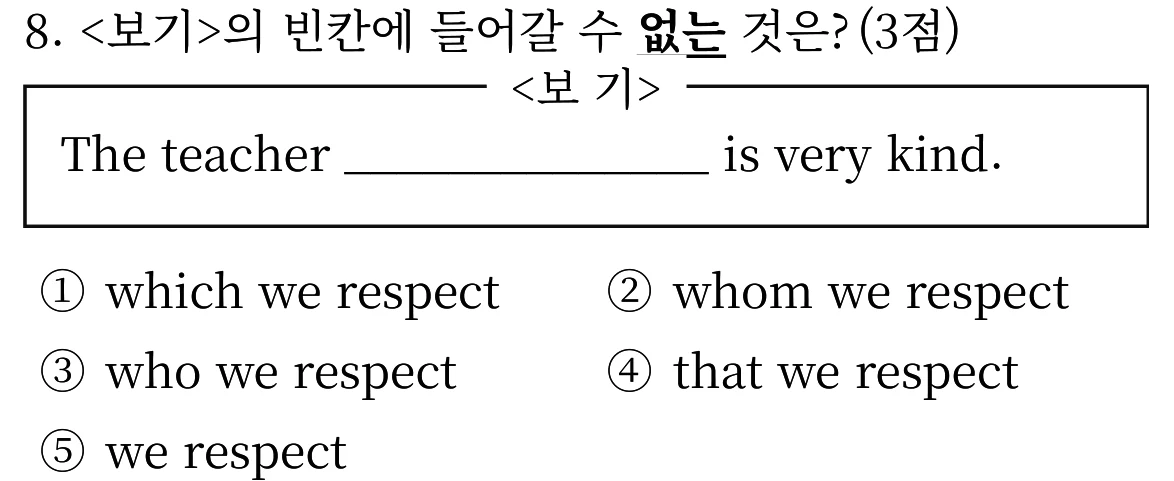 8. <보기>의 빈칸에 들어갈 수 없는 것은?(3점)
<보 기>
The teacher ______________ is very kind.
① which we respect ② whom we respect
③ who we respect ④ that we respect
⑤ we respect